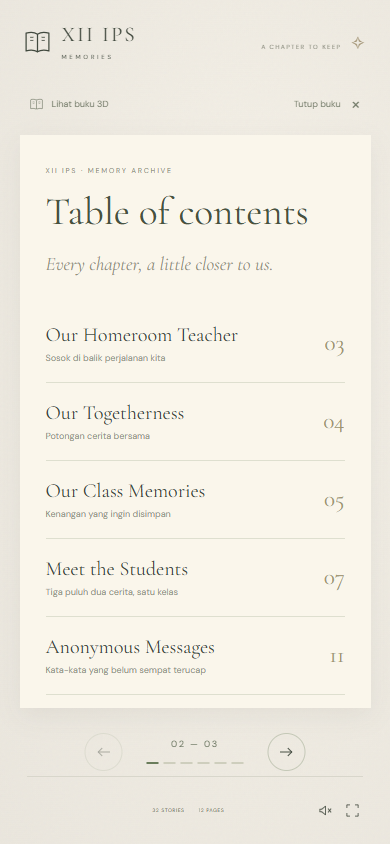 XII IPS
MEMORIES
A CHAPTER TO KEEP
Lihat buku 3D
Tutup buku ×
XII IPS · MEMORY ARCHIVE
Table of contents
Every chapter, a little closer to us.
Our Homeroom Teacher
Sosok di balik perjalanan kita
03
Our Togetherness
Potongan cerita bersama
04
Our Class Memories
Kenangan yang ingin disimpan
05
Meet the Students
Tiga puluh dua cerita, satu kelas
07
Anonymous Messages
Kata-kata yang belum sempat terucap
11
02 — 03
32 STORIES 12 PAGES